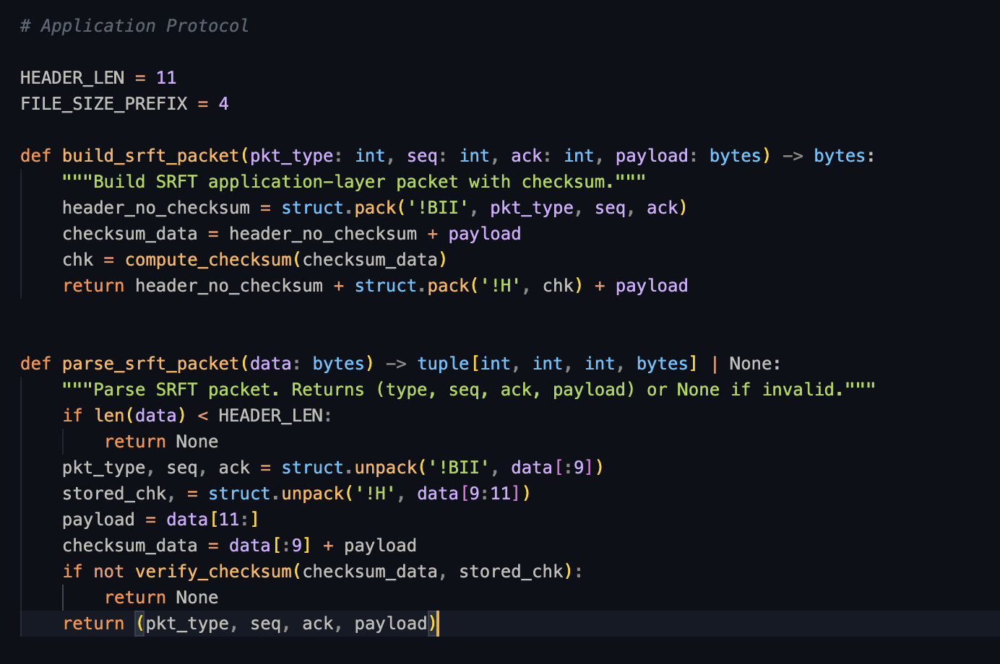 # Application Protocol
HEADER_LEN = 11
FILE_SIZE_PREFIX = 4
def build_srft_packet(pkt_type: int, seq: int, ack: int, payload: bytes) -> bytes:
    """Build SRFT application-layer packet with checksum."""
    header_no_checksum = struct.pack('!BII', pkt_type, seq, ack)
    checksum_data = header_no_checksum + payload
    chk = compute_checksum(checksum_data)
    return header_no_checksum + struct.pack('!H', chk) + payload
def parse_srft_packet(data: bytes) -> tuple[int, int, int, bytes] | None:
    """Parse SRFT packet. Returns (type, seq, ack, payload) or None if invalid."""
    if len(data) < HEADER_LEN:
        return None
    pkt_type, seq, ack = struct.unpack('!BII', data[:9])
    stored_chk, = struct.unpack('!H', data[9:11])
    payload = data[11:]
    checksum_data = data[:9] + payload
    if not verify_checksum(checksum_data, stored_chk):
        return None
    return (pkt_type, seq, ack, payload)